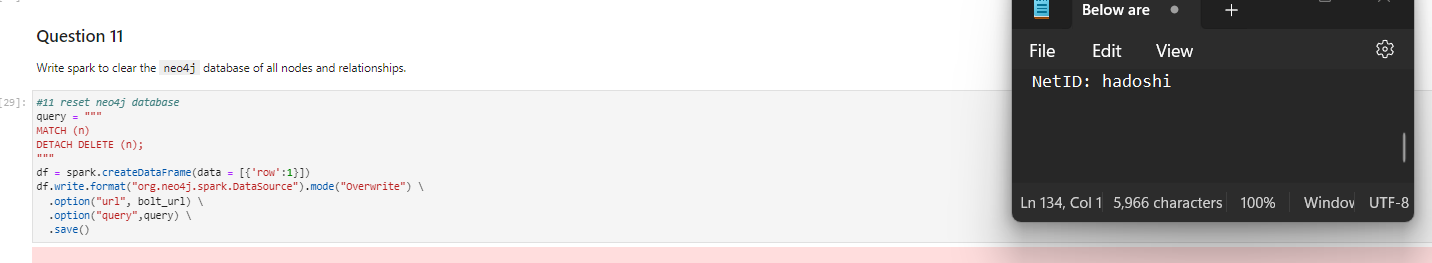 Question 11
Write spark to clear the neo4j database of all nodes and relationships.
[29]:
#11 reset neo4j database
query = """
MATCH (n)
DETACH DELETE (n);
"""
df = spark.createDataFrame(data = [{'row':1}])
df.write.format("org.neo4j.spark.DataSource").mode("Overwrite") \
.option("url", bolt_url) \
.option("query",query) \
.save()
Below are
File Edit View
NetID: hadoshi
Ln 134, Col 1 5,966 characters 100% Window UTF-8